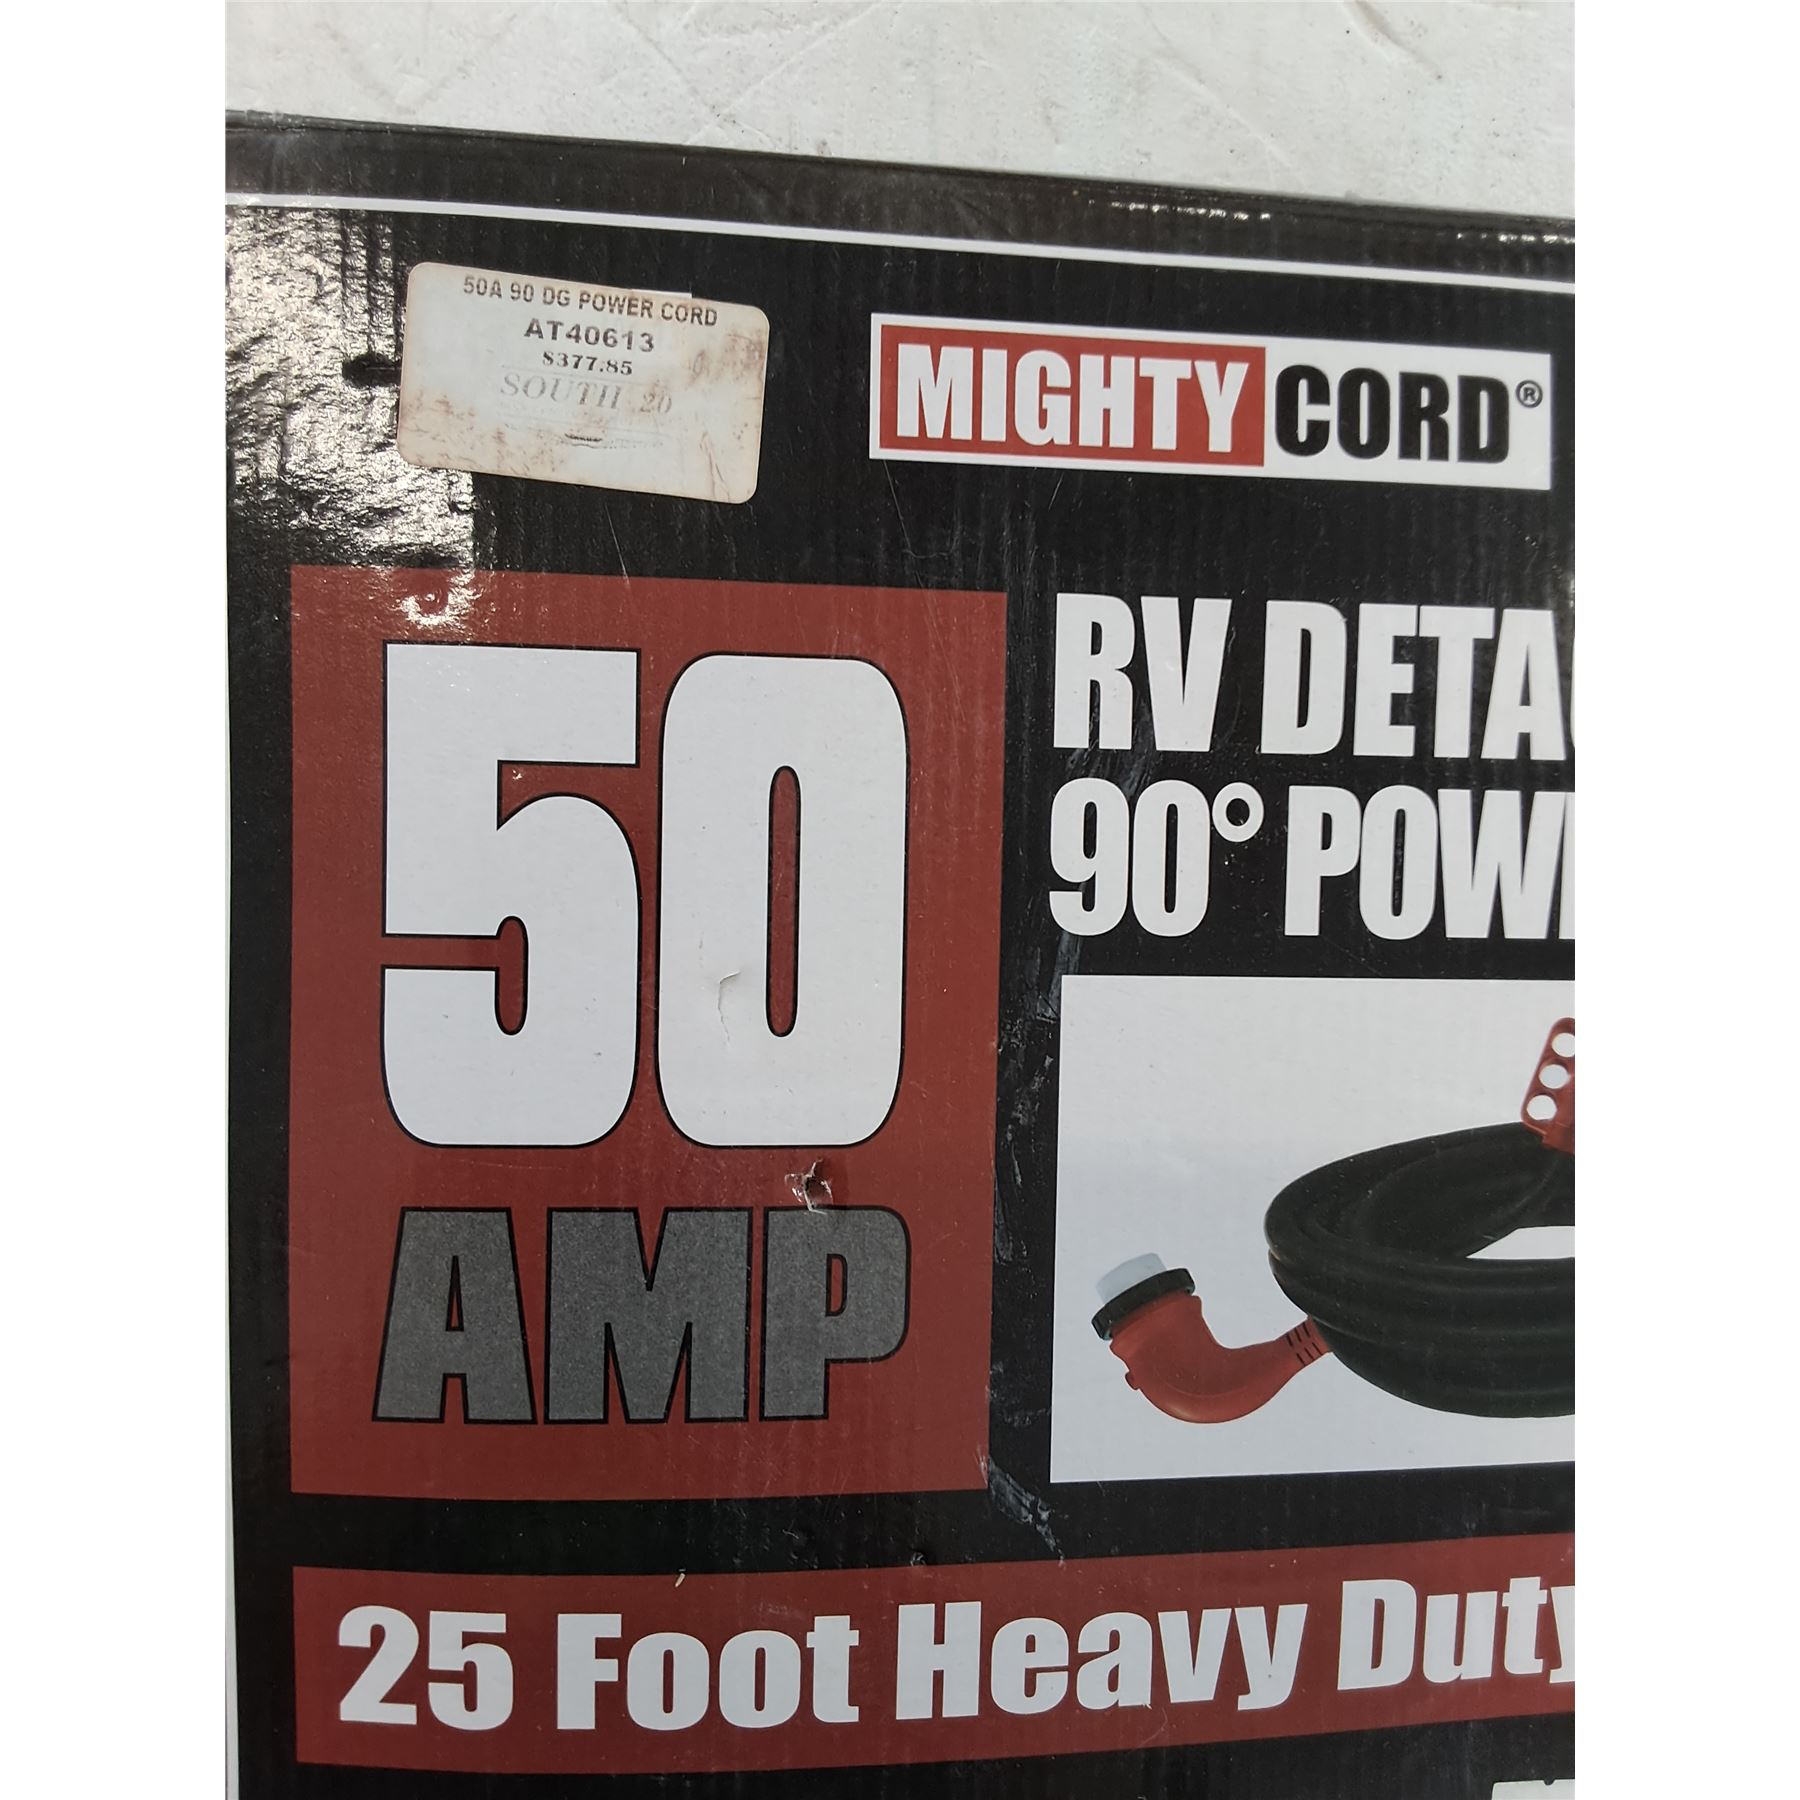 50A 90 DG POWER CORD
AT40613
$377.85
SOUTH 20
MIGHTY CORD®
50
AMP
RV DETA
90° POW
25 Foot Heavy Duty